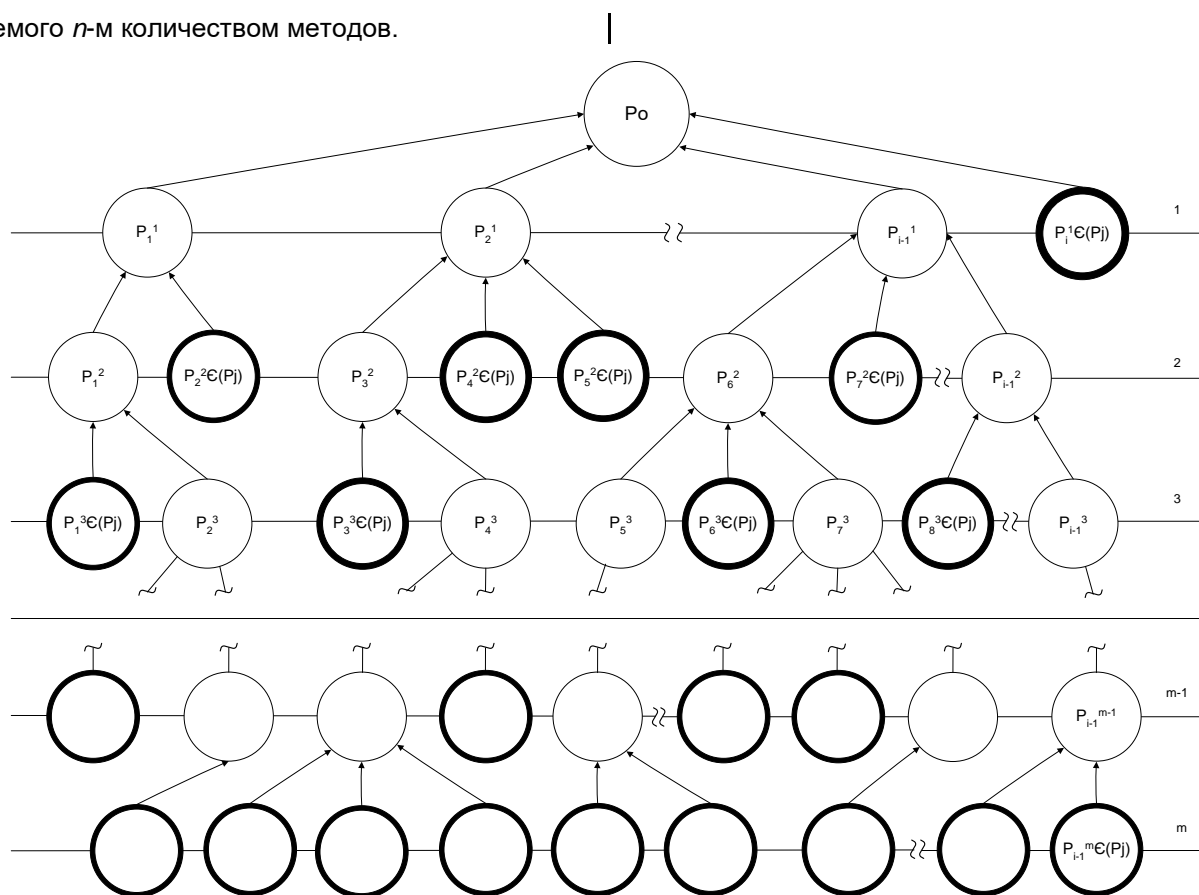 емого n-м количеством методов.
Po
P₁¹ P₂¹ Pᵢ₋₁¹ Pᵢ¹Є(Pj) 1
P₁² P₂²Є(Pj) P₃² P₄²Є(Pj) P₅²Є(Pj) P₆² P₇²Є(Pj) Pᵢ₋₁² 2
P₁³Є(Pj) P₂³ P₃³Є(Pj) P₄³ P₅³ P₆³Є(Pj) P₇³ P₈³Є(Pj) Pᵢ₋₁³ 3
Pᵢ₋₁ᵐ⁻¹ m-1
Pᵢ₋₁ᵐЄ(Pj) m